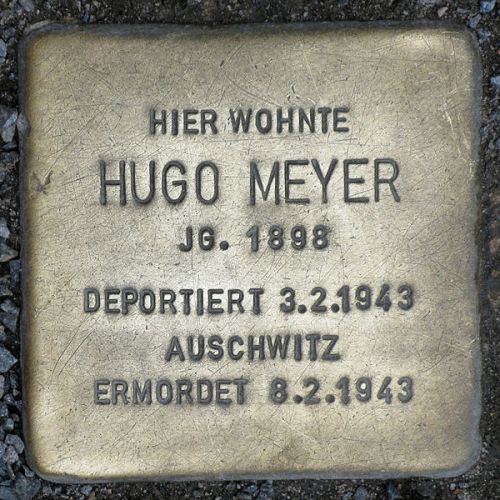 HIER WOHNTE
HUGO MEYER
JG. 1898
DEPORTIERT 3.2.1943
AUSCHWITZ
ERMORDET 8.2.1943